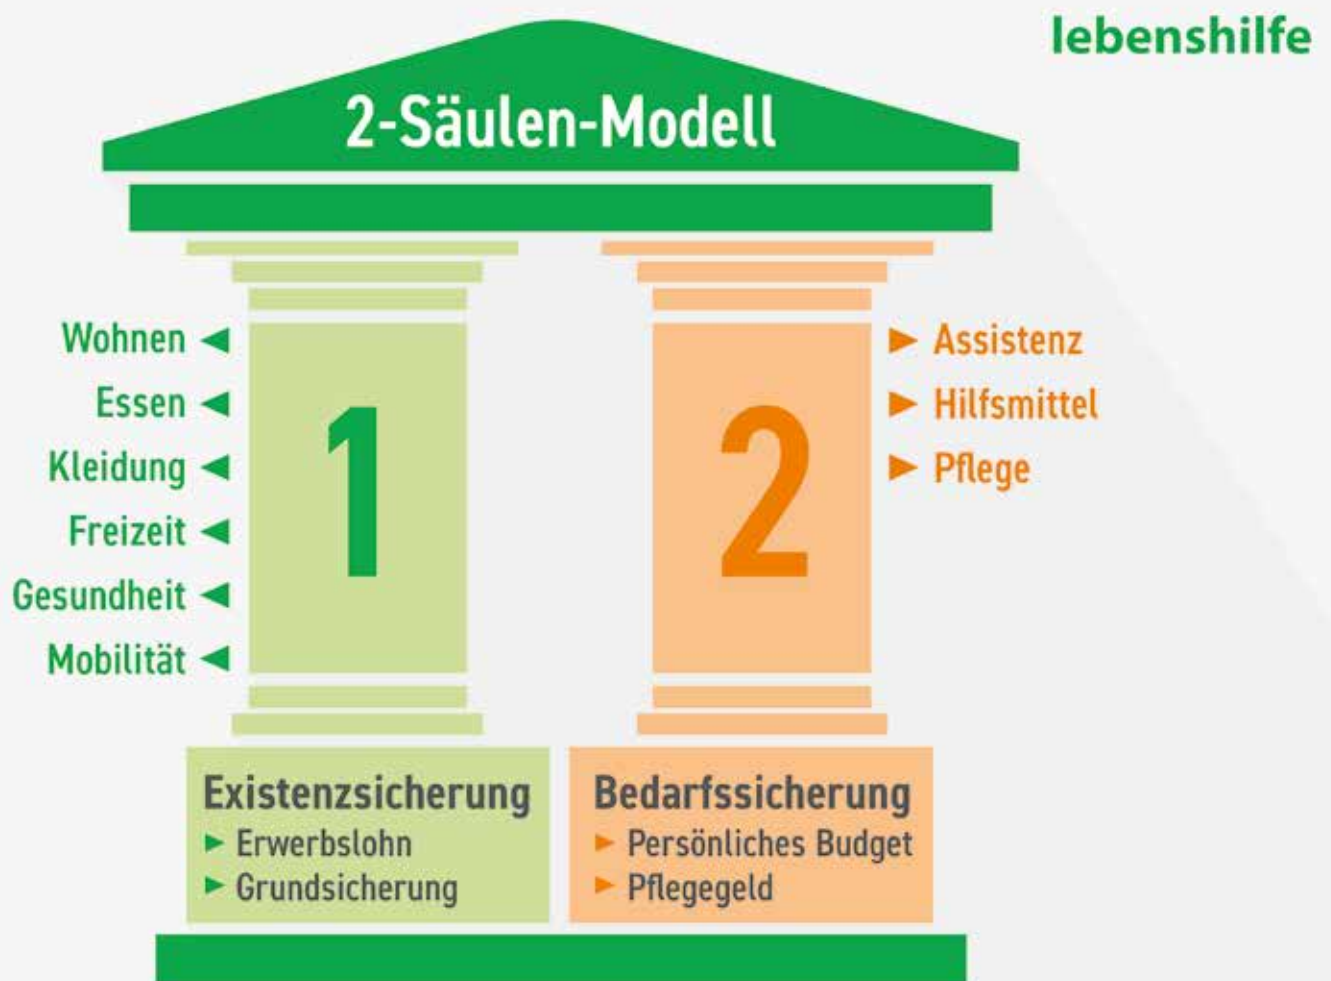 lebenshilfe
2-Säulen-Modell
Wohnen
Essen
Kleidung
Freizeit
Gesundheit
Mobilität
1
2
Assistenz
Hilfsmittel
Pflege
Existenzsicherung
Erwerbslohn
Grundsicherung
Bedarfssicherung
Persönliches Budget
Pflegegeld